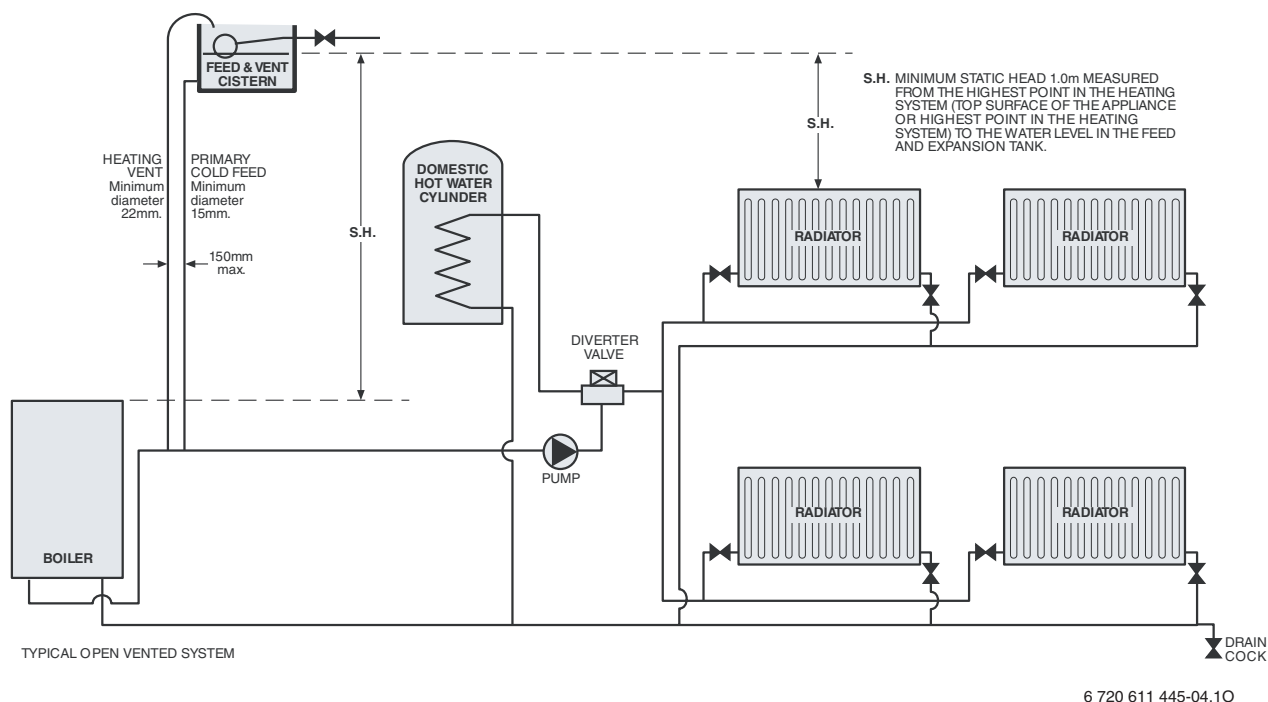 FEED & VENT
CISTERN
S.H. MINIMUM STATIC HEAD 1.0m MEASURED
FROM THE HIGHEST POINT IN THE HEATING
SYSTEM (TOP SURFACE OF THE APPLIANCE
OR HIGHEST POINT IN THE HEATING
SYSTEM) TO THE WATER LEVEL IN THE FEED
AND EXPANSION TANK.
S.H.
HEATING
VENT
Minimum
diameter
22mm.
PRIMARY
COLD FEED
Minimum
diameter
15mm.
150mm
max.
S.H.
DOMESTIC
HOT WATER
CYLINDER
RADIATOR
RADIATOR
DIVERTER
VALVE
PUMP
BOILER
RADIATOR
RADIATOR
DRAIN
COCK
TYPICAL OPEN VENTED SYSTEM
6 720 611 445-04.1O